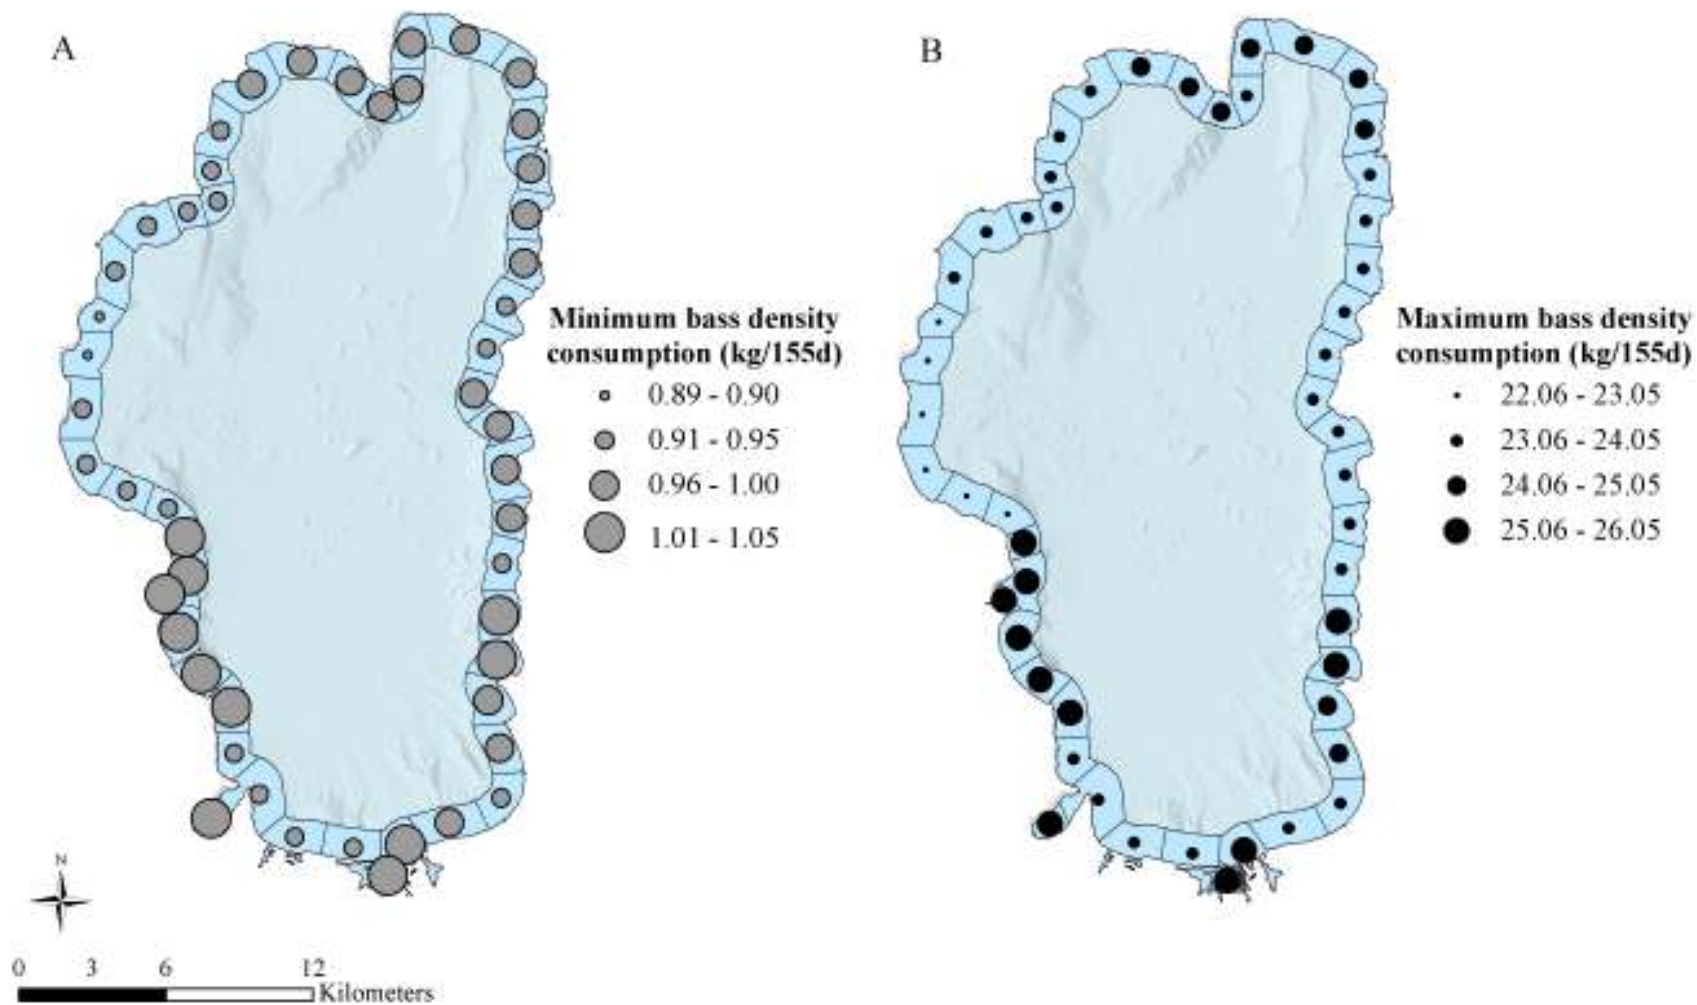 A
B
Minimum bass density
consumption (kg/155d)
0.89 - 0.90
0.91 - 0.95
0.96 - 1.00
1.01 - 1.05
Maximum bass density
consumption (kg/155d)
22.06 - 23.05
23.06 - 24.05
24.06 - 25.05
25.06 - 26.05
N
0 3 6 12
Kilometers